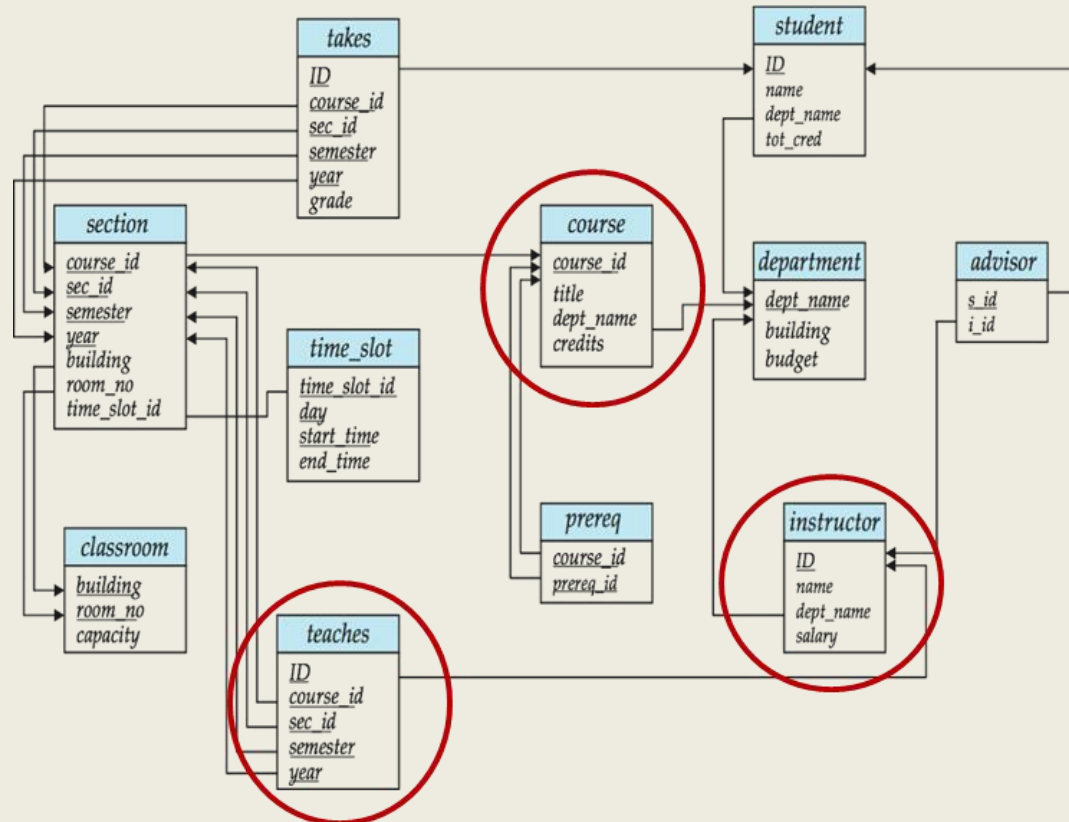 takes
ID
course_id
sec_id
semester
year
grade
student
ID
name
dept_name
tot_cred
section
course_id
sec_id
semester
year
building
room_no
time_slot_id
course
course_id
title
dept_name
credits
department
dept_name
building
budget
advisor
s_id
i_id
time_slot
time_slot_id
day
start_time
end_time
prereq
course_id
prereq_id
instructor
ID
name
dept_name
salary
classroom
building
room_no
capacity
teaches
ID
course_id
sec_id
semester
year